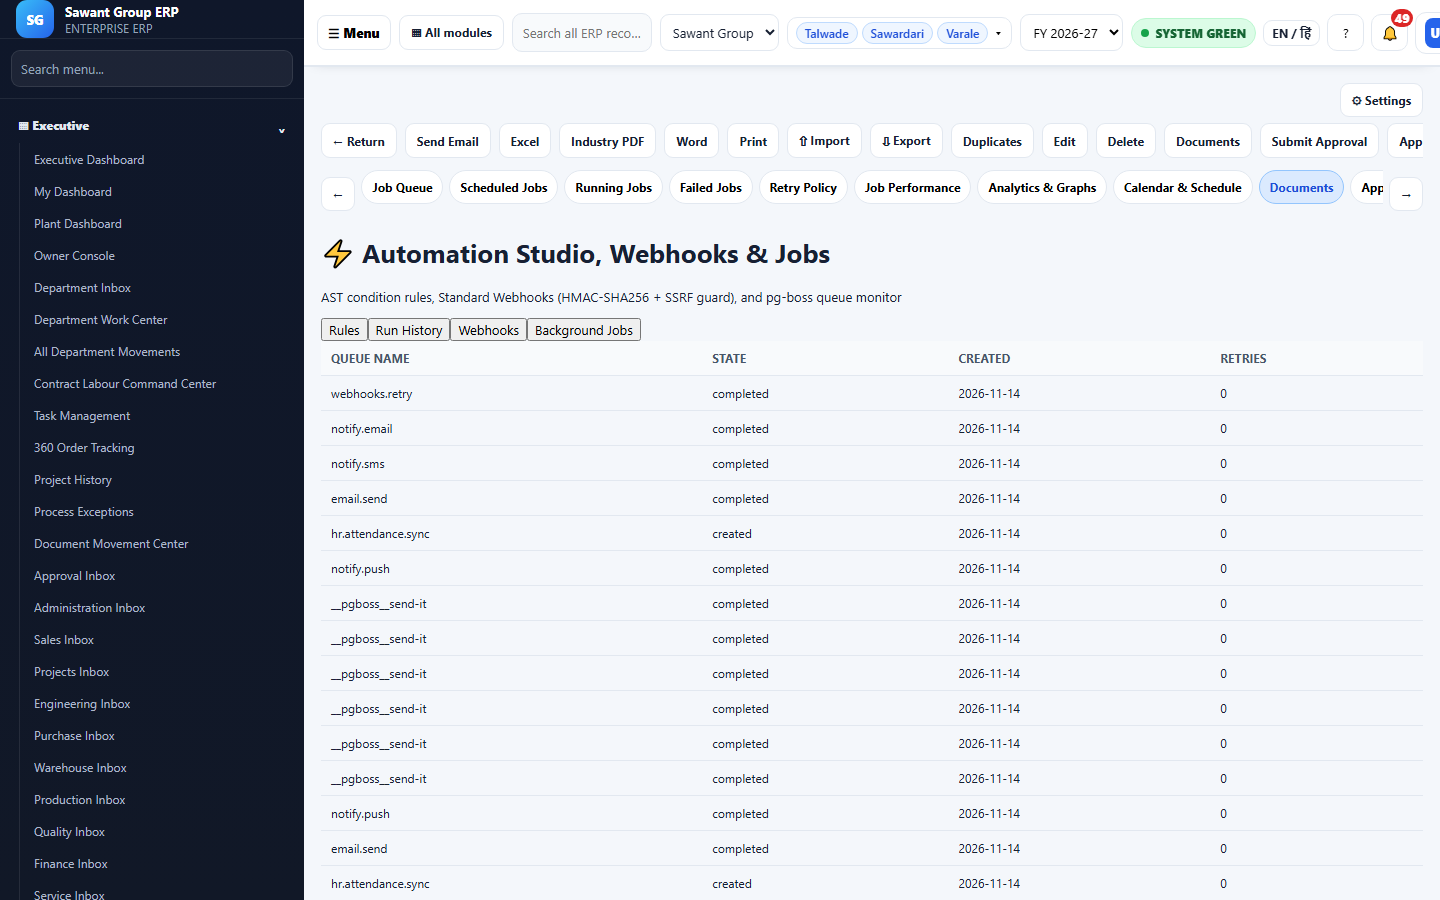 SG
Sawant Group ERP
ENTERPRISE ERP
Search menu...
Executive
Executive Dashboard
My Dashboard
Plant Dashboard
Owner Console
Department Inbox
Department Work Center
All Department Movements
Contract Labour Command Center
Task Management
360 Order Tracking
Project History
Process Exceptions
Document Movement Center
Approval Inbox
Administration Inbox
Sales Inbox
Projects Inbox
Engineering Inbox
Purchase Inbox
Warehouse Inbox
Production Inbox
Quality Inbox
Finance Inbox
Service Inbox
☰ Menu
All modules
Search all ERP reco...
Sawant Group
Talwade Sawardari Varale
FY 2026-27
SYSTEM GREEN
EN / हिं
?
49
U
⚙ Settings
← Return Send Email Excel Industry PDF Word Print ⇧ Import ⇩ Export Duplicates Edit Delete Documents Submit Approval App
← Job Queue Scheduled Jobs Running Jobs Failed Jobs Retry Policy Job Performance Analytics & Graphs Calendar & Schedule Documents App →
⚡ Automation Studio, Webhooks & Jobs
AST condition rules, Standard Webhooks (HMAC-SHA256 + SSRF guard), and pg-boss queue monitor
Rules Run History Webhooks Background Jobs
QUEUE NAME STATE CREATED RETRIES
webhooks.retry completed 2026-11-14 0
notify.email completed 2026-11-14 0
notify.sms completed 2026-11-14 0
email.send completed 2026-11-14 0
hr.attendance.sync created 2026-11-14 0
notify.push completed 2026-11-14 0
__pgboss__send-it completed 2026-11-14 0
__pgboss__send-it completed 2026-11-14 0
__pgboss__send-it completed 2026-11-14 0
__pgboss__send-it completed 2026-11-14 0
__pgboss__send-it completed 2026-11-14 0
__pgboss__send-it completed 2026-11-14 0
notify.push completed 2026-11-14 0
email.send completed 2026-11-14 0
hr.attendance.sync created 2026-11-14 0